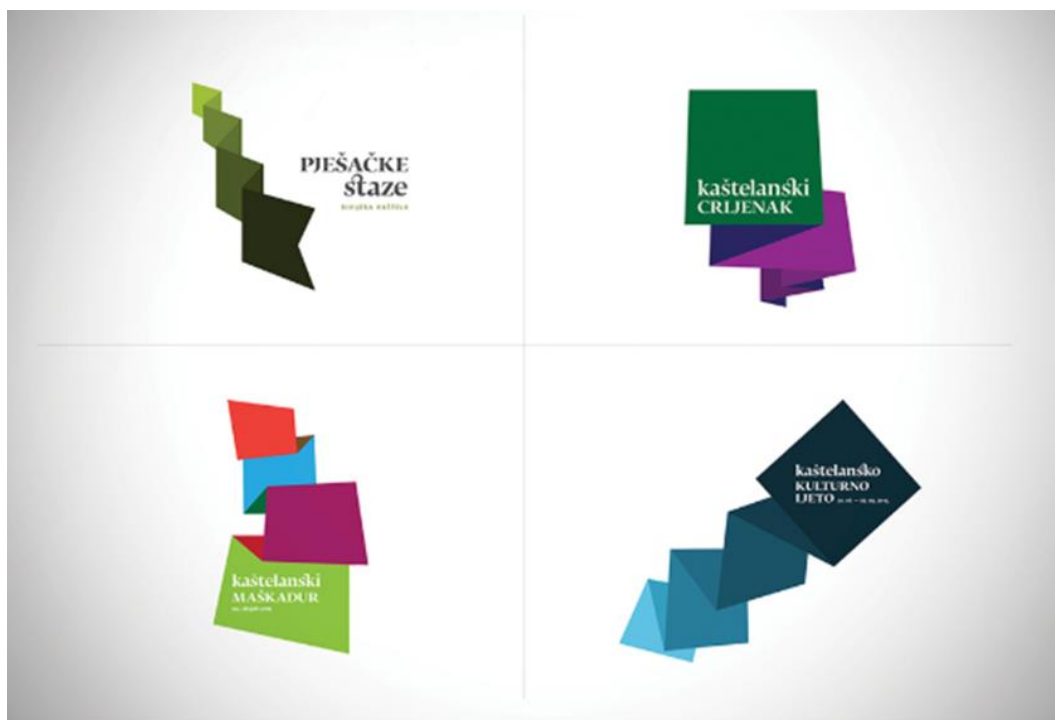 PJEŠAČKE
staze
kaštelanski
CRLJENAK
kaštelanski
MAŠKADUR
kaštelansko
KULTURNO
LJETO